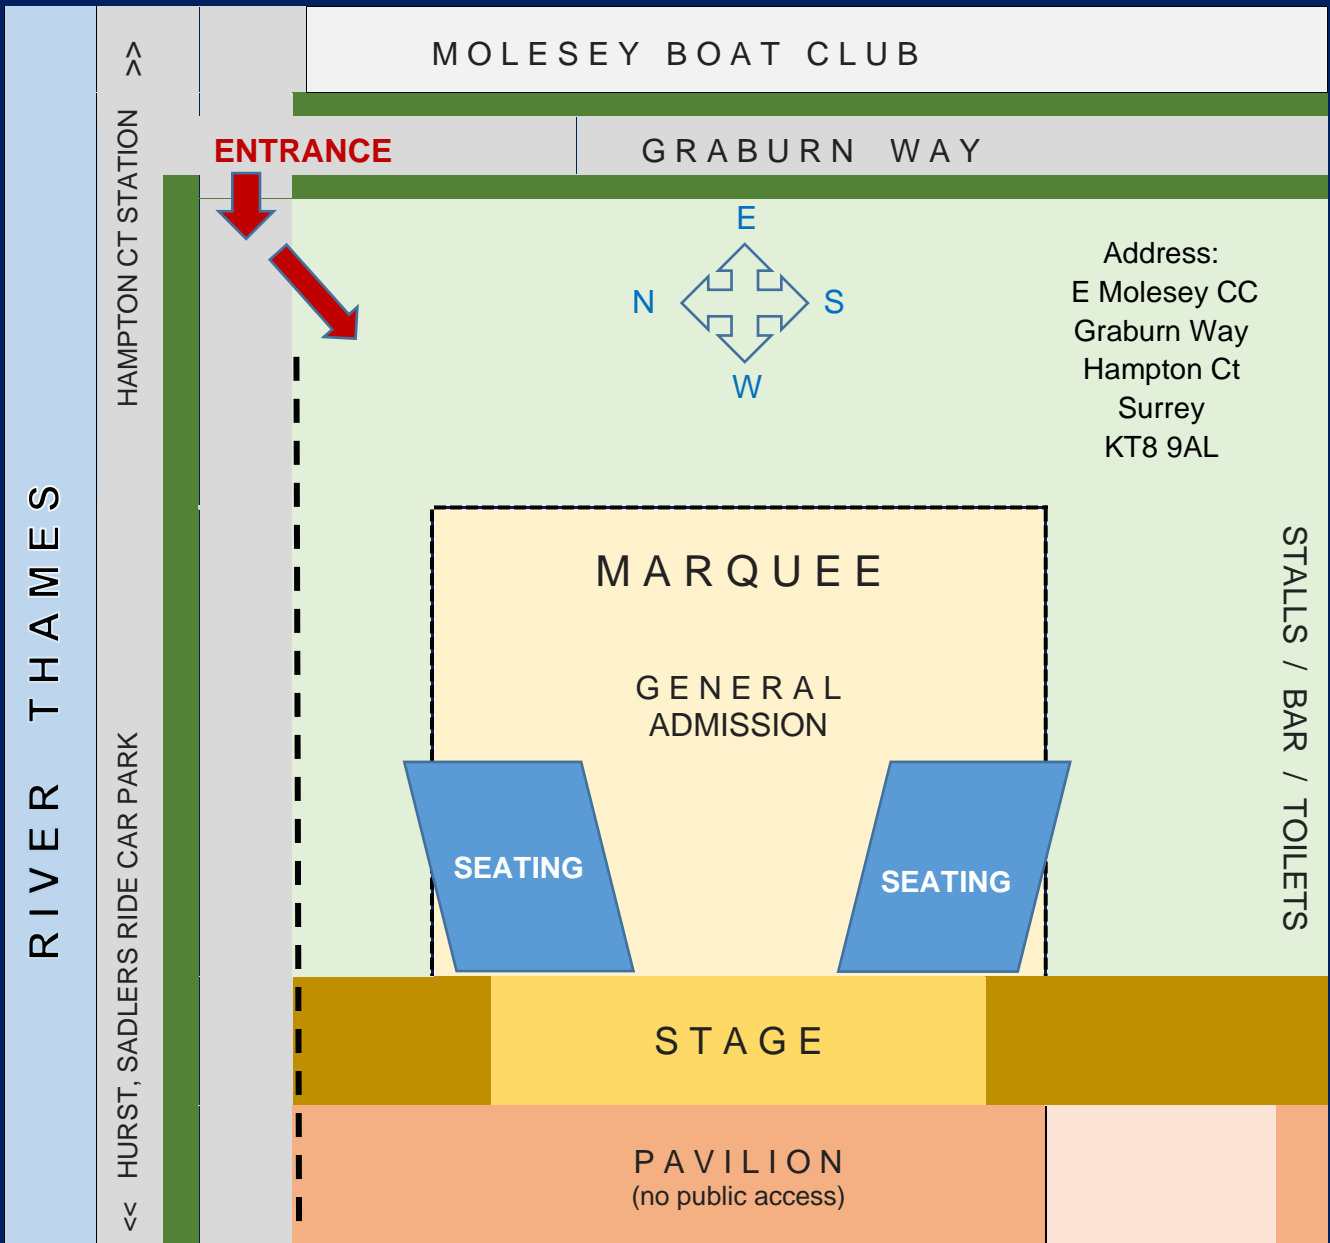 MOLESEY BOAT CLUB
ENTRANCE
GRABURN WAY
E
N
S
W
Address:
E Molesey CC
Graburn Way
Hampton Ct
Surrey
KT8 9AL
RIVER THAMES
HAMPTON CT STATION >>
<< HURST, SADLERS RIDE CAR PARK
MARQUEE
GENERAL
ADMISSION
SEATING
SEATING
STALLS / BAR / TOILETS
STAGE
PAVILION
(no public access)